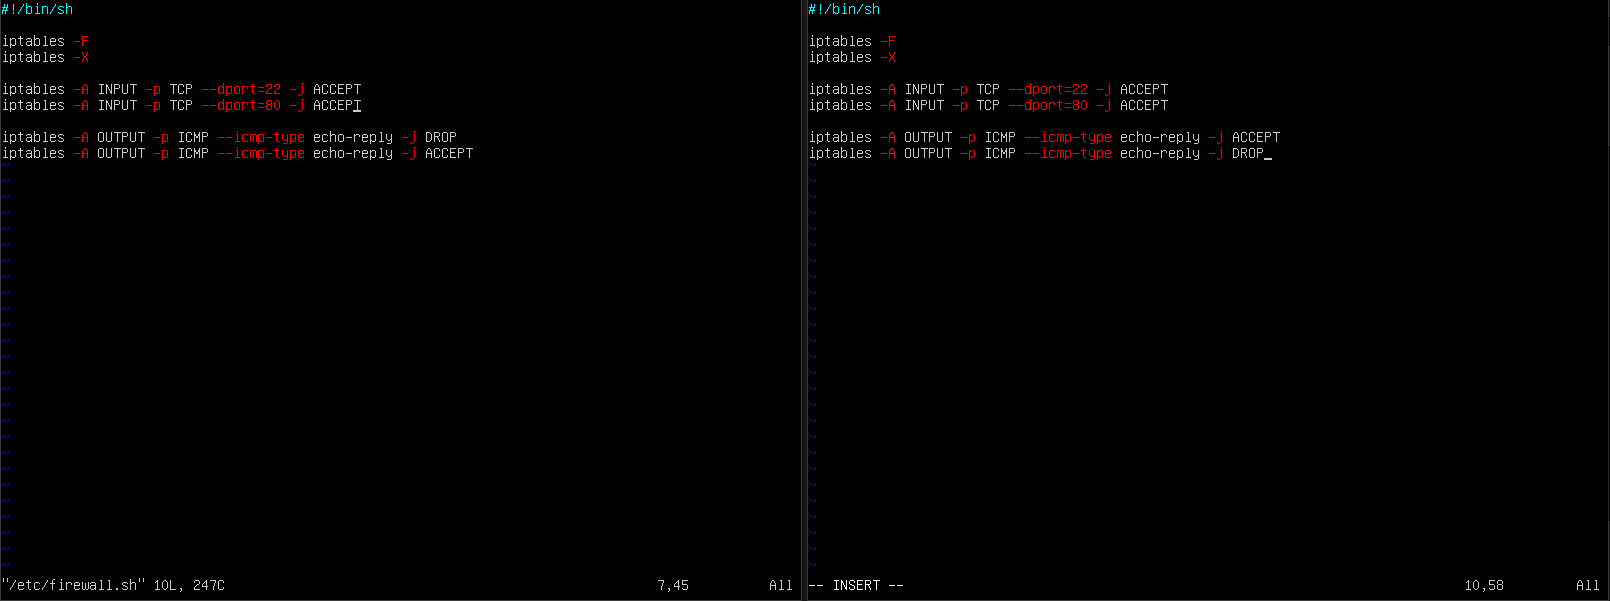 #!/bin/sh
iptables -F
iptables -X
iptables -A INPUT -p TCP --dport=22 -j ACCEPT
iptables -A INPUT -p TCP --dport=80 -j ACCEPT
iptables -A OUTPUT -p ICMP --icmp-type echo-reply -j DROP
iptables -A OUTPUT -p ICMP --icmp-type echo-reply -j ACCEPT
"/etc/firewall.sh" 10L, 247C 7,45 All
#!/bin/sh
iptables -F
iptables -X
iptables -A INPUT -p TCP --dport=22 -j ACCEPT
iptables -A INPUT -p TCP --dport=80 -j ACCEPT
iptables -A OUTPUT -p ICMP --icmp-type echo-reply -j ACCEPT
iptables -A OUTPUT -p ICMP --icmp-type echo-reply -j DROP
-- INSERT -- 10,58 All